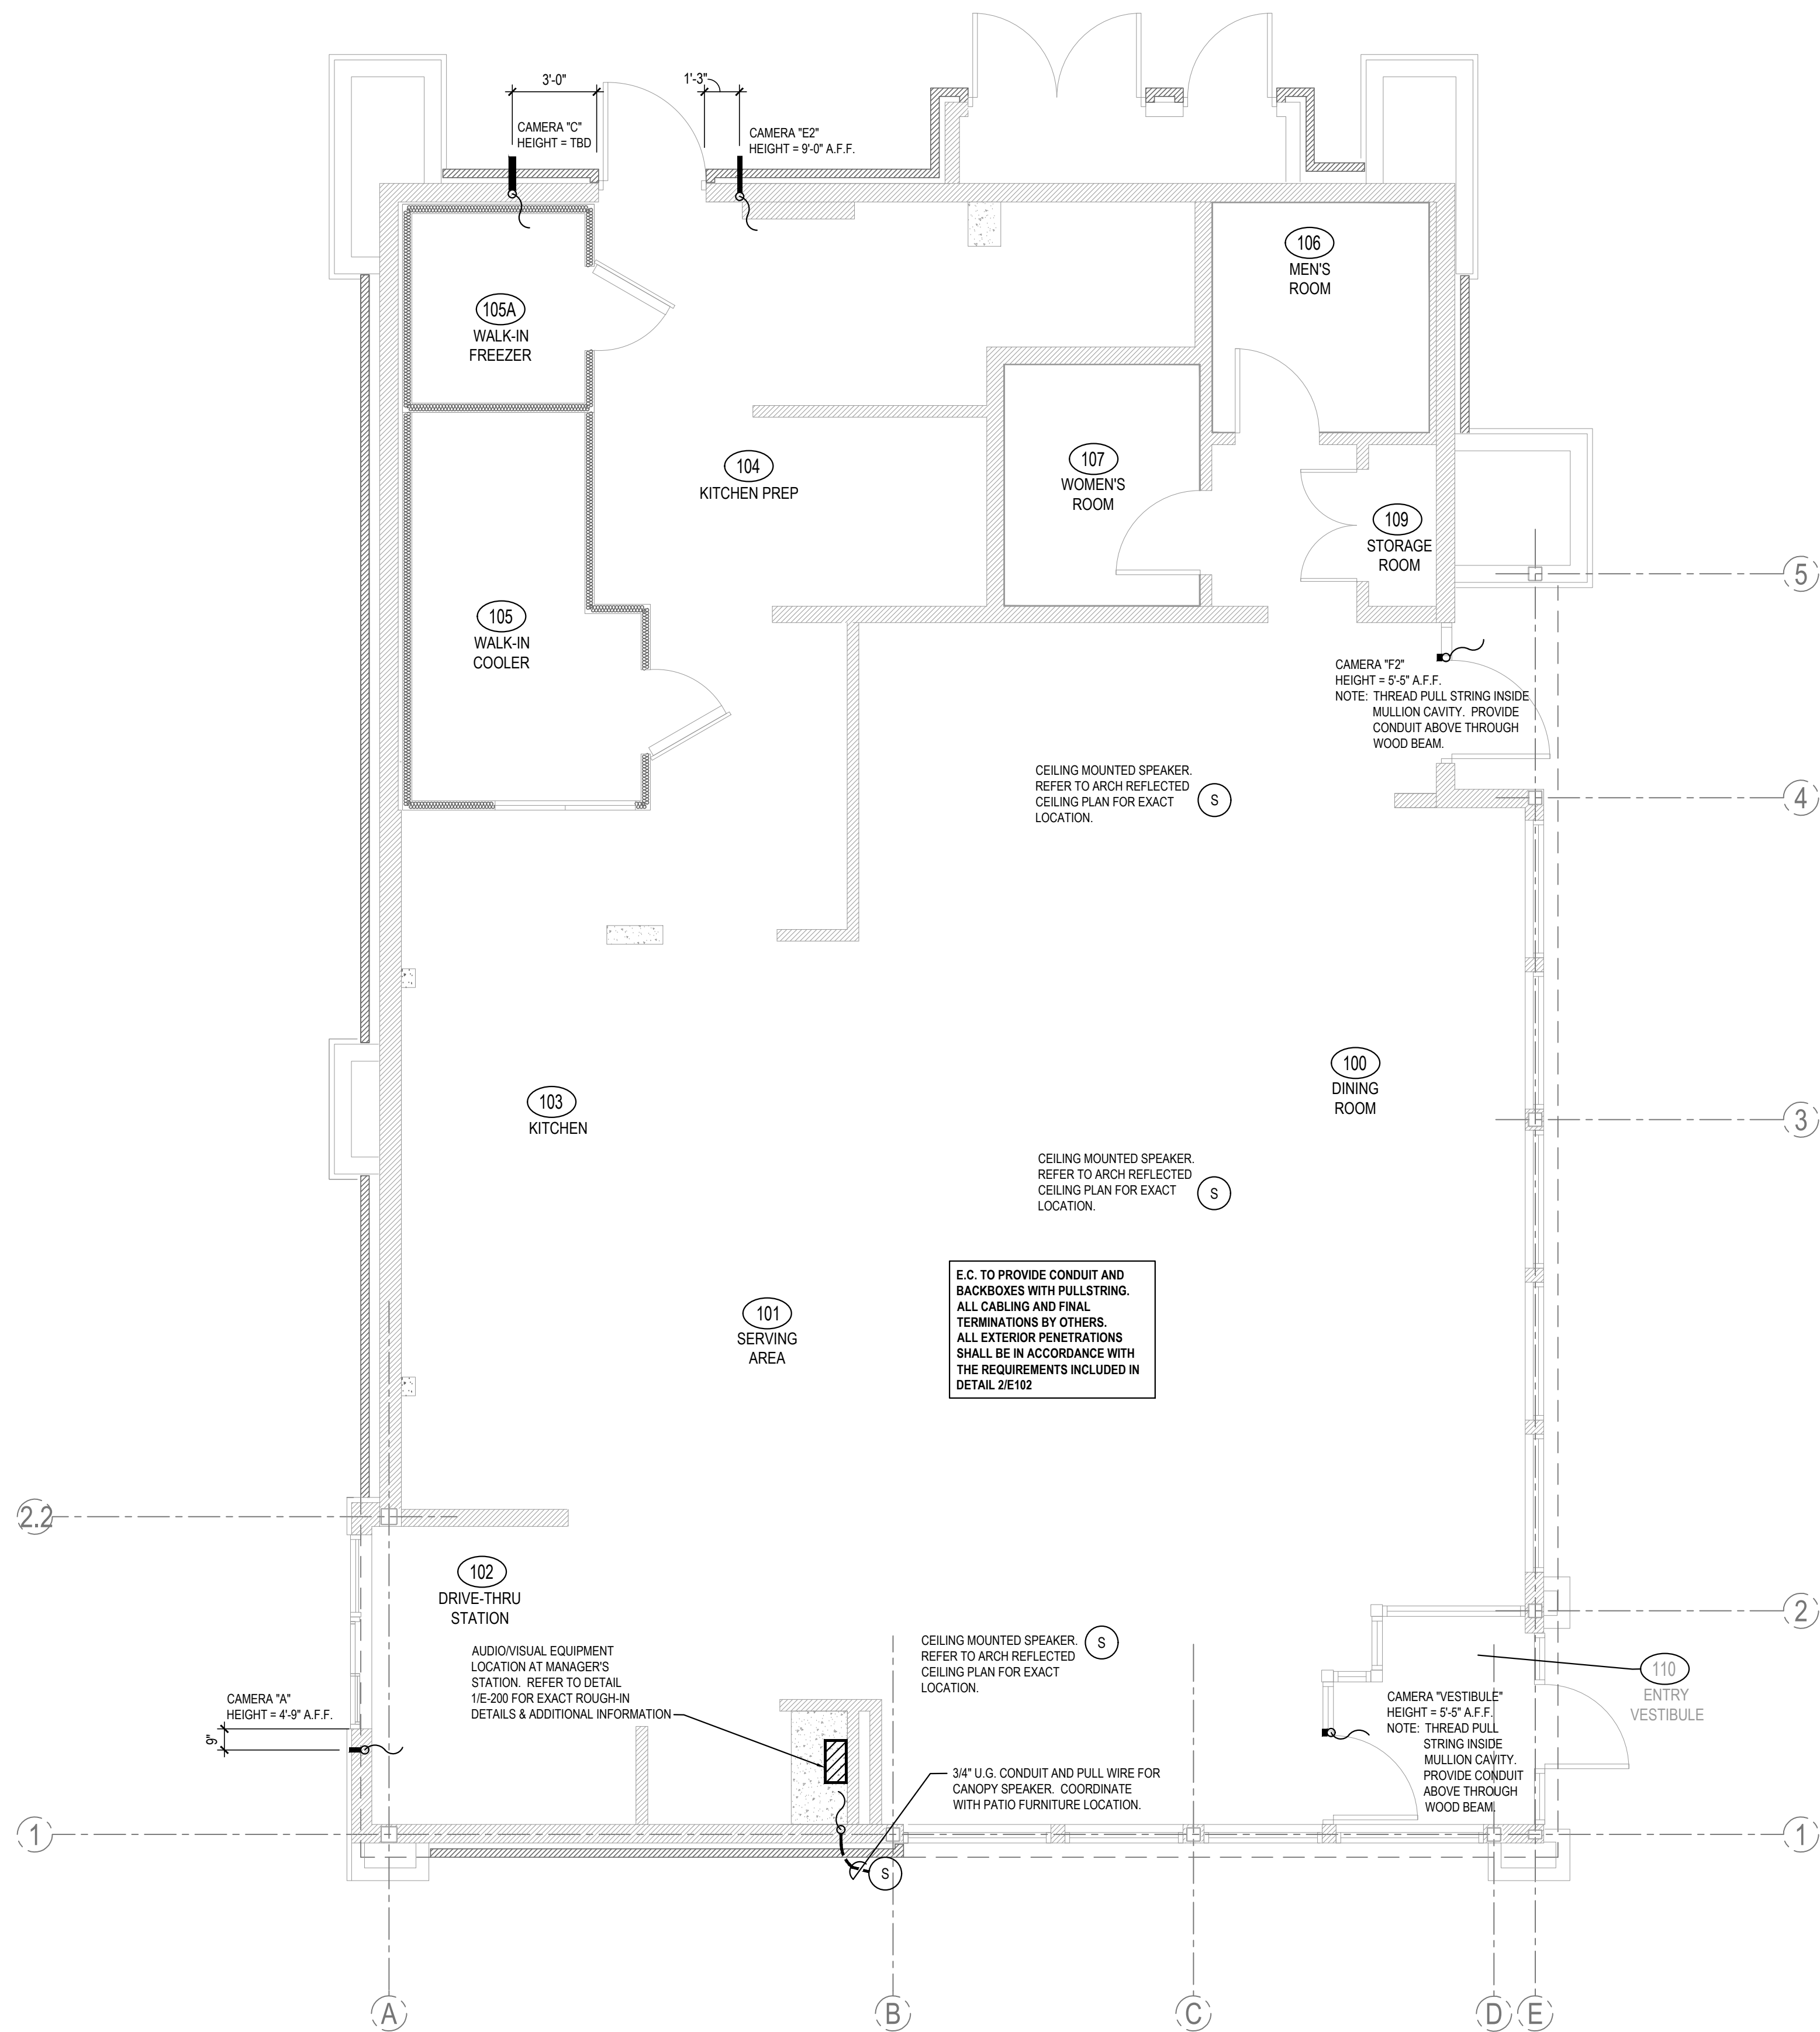 3'-0"
1'-3"
CAMERA "C"
HEIGHT = TBD
CAMERA "E2"
HEIGHT = 9'-0" A.F.F.
106
MEN'S
ROOM
105A
WALK-IN
FREEZER
104
KITCHEN PREP
107
WOMEN'S
ROOM
109
STORAGE
ROOM
5
105
WALK-IN
COOLER
CAMERA "F2"
HEIGHT = 5'-5" A.F.F.
NOTE: THREAD PULL STRING INSIDE
MULLION CAVITY. PROVIDE
CONDUIT ABOVE THROUGH
WOOD BEAM.
CEILING MOUNTED SPEAKER.
REFER TO ARCH REFLECTED
CEILING PLAN FOR EXACT
LOCATION.
S
4
100
DINING
ROOM
103
KITCHEN
3
CEILING MOUNTED SPEAKER.
REFER TO ARCH REFLECTED
CEILING PLAN FOR EXACT
LOCATION.
S
E.C. TO PROVIDE CONDUIT AND
BACKBOXES WITH PULLSTRING.
ALL CABLING AND FINAL
TERMINATIONS BY OTHERS.
ALL EXTERIOR PENETRATIONS
SHALL BE IN ACCORDANCE WITH
THE REQUIREMENTS INCLUDED IN
DETAIL 2/E102
101
SERVING
AREA
2.2
102
DRIVE-THRU
STATION
2
AUDIO/VISUAL EQUIPMENT
LOCATION AT MANAGER'S
STATION. REFER TO DETAIL
1/E-200 FOR EXACT ROUGH-IN
DETAILS & ADDITIONAL INFORMATION
CEILING MOUNTED SPEAKER.
REFER TO ARCH REFLECTED
CEILING PLAN FOR EXACT
LOCATION.
S
110
ENTRY
VESTIBULE
CAMERA "A"
HEIGHT = 4'-9" A.F.F.
9"
CAMERA "VESTIBULE"
HEIGHT = 5'-5" A.F.F.
NOTE: THREAD PULL
STRING INSIDE
MULLION CAVITY.
PROVIDE CONDUIT
ABOVE THROUGH
WOOD BEAM.
3/4" U.G. CONDUIT AND PULL WIRE FOR
CANOPY SPEAKER. COORDINATE
WITH PATIO FURNITURE LOCATION.
1
1
S
A
B
C
D
E